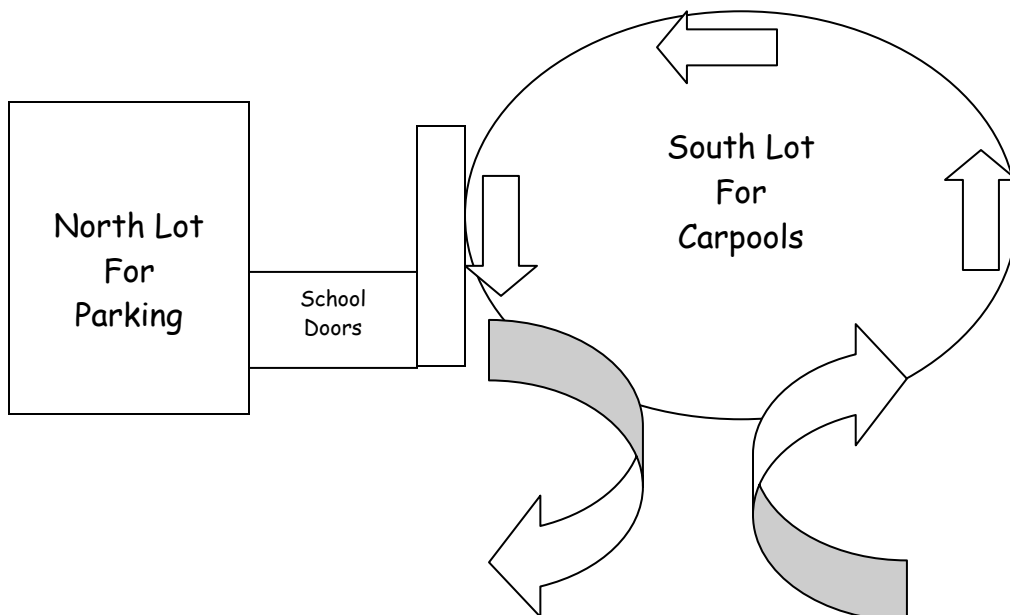 North Lot
For
Parking
School
Doors
South Lot
For
Carpools